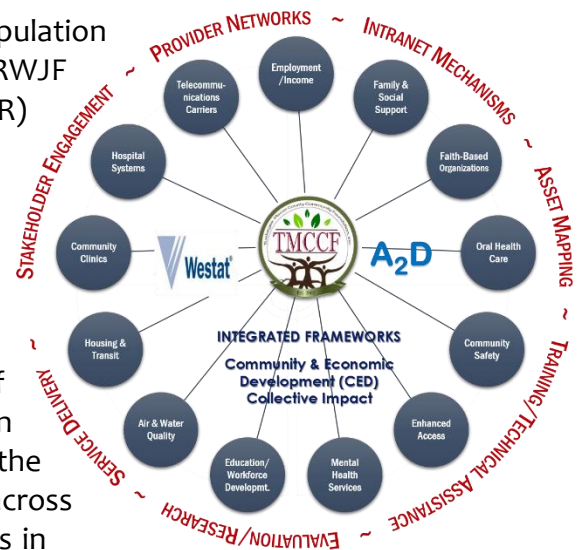 pulation
RWJF
R)
f
n
the
across
s in
STAKEHOLDER ENGAGEMENT ~ PROVIDER NETWORKS ~ INTRANET MECHANISMS ~ ASSET MAPPING ~ TRAINING/TECHNICAL ASSISTANCE ~ EVALUATION/RESEARCH ~ SERVICE DELIVERY ~
Employment
/Income
Family &
Social
Support
Faith-Based
Organizations
Oral Health
Care
Community
Safety
Enhanced
Access
Mental
Health
Services
Education/
Workforce
Developmt.
Air & Water
Quality
Housing &
Transit
Community
Clinics
Hospital
Systems
Telecommu-
nications
Carriers
Westat
TMCCF
A2D
INTEGRATED FRAMEWORKS
Community & Economic
Development (CED)
Collective Impact